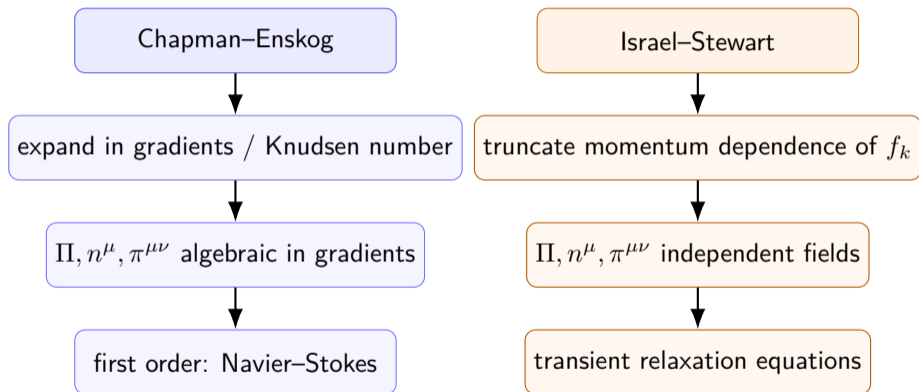 Chapman–Enskog
expand in gradients / Knudsen number
Π, n^μ, π^{μν} algebraic in gradients
first order: Navier–Stokes
Israel–Stewart
truncate momentum dependence of f_k
Π, n^μ, π^{μν} independent fields
transient relaxation equations